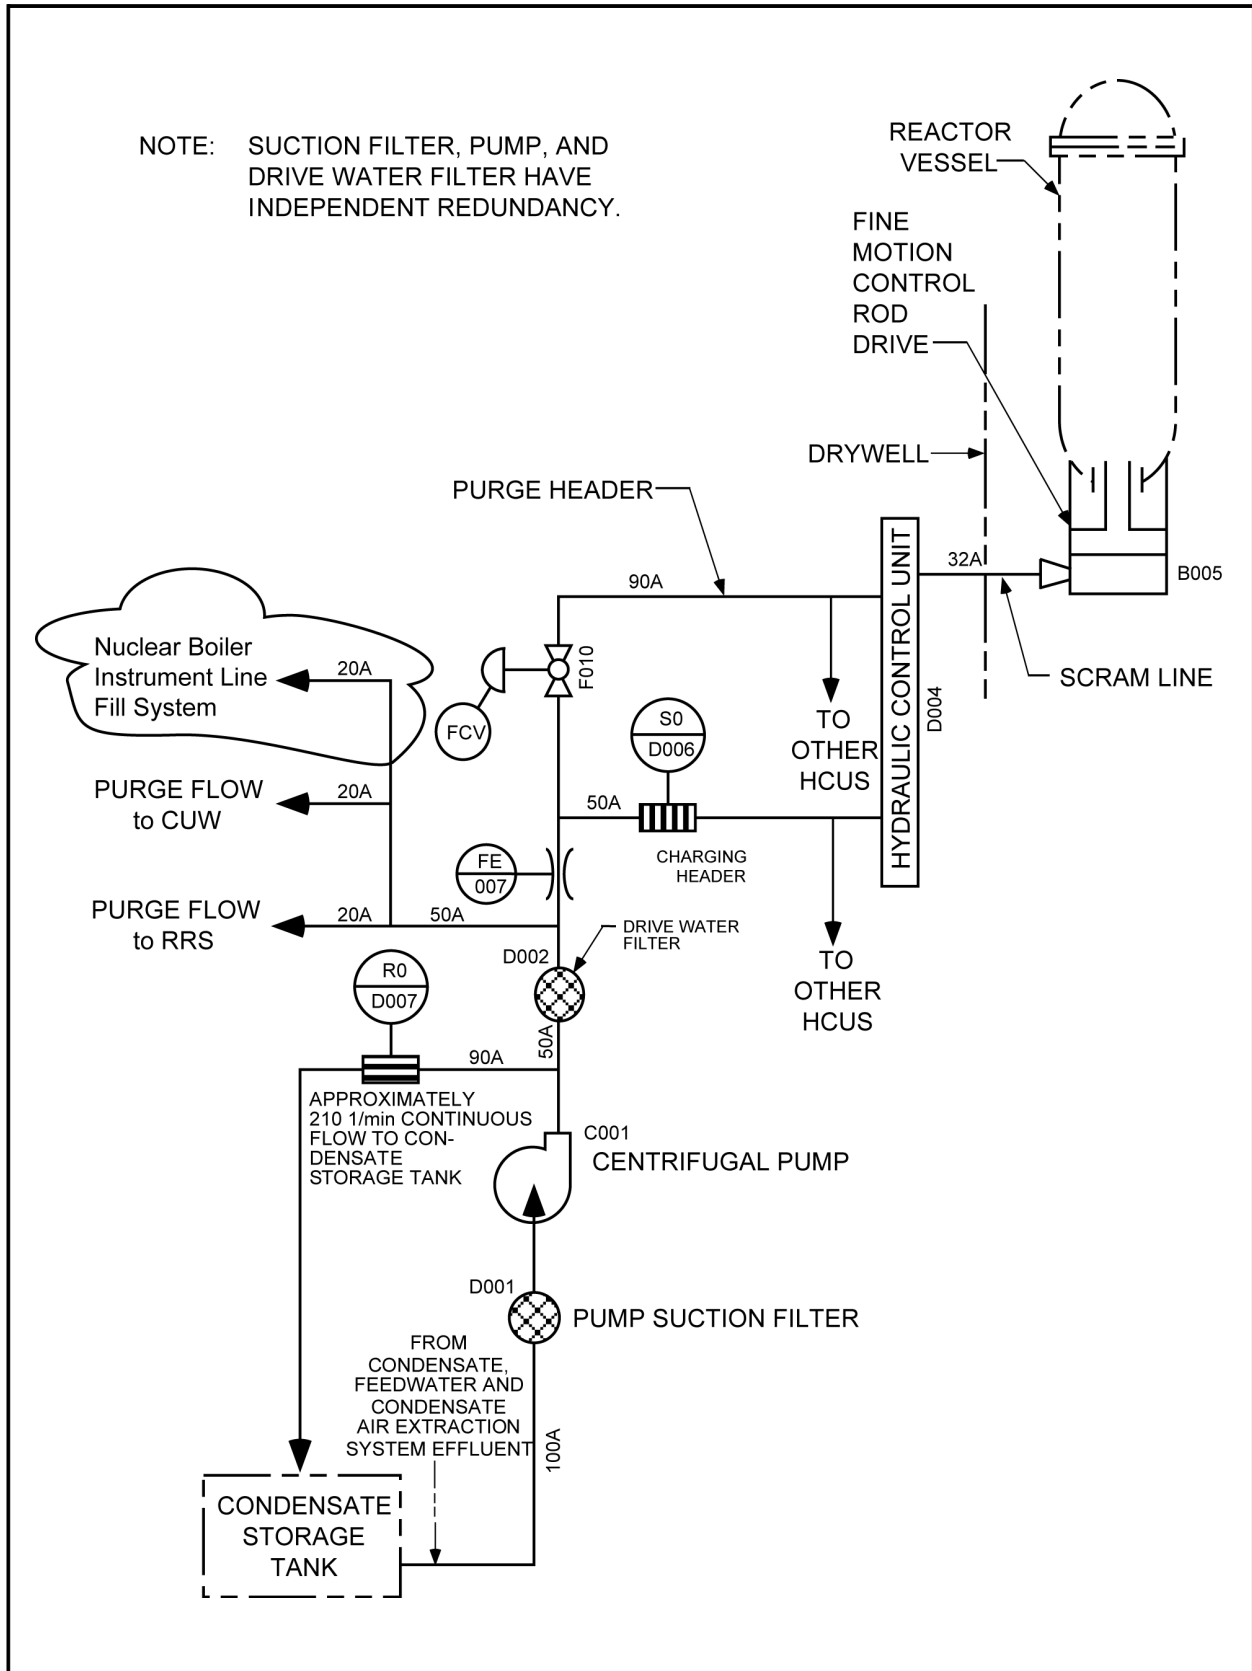 NOTE: SUCTION FILTER, PUMP, AND
DRIVE WATER FILTER HAVE
INDEPENDENT REDUNDANCY.
REACTOR
VESSEL
FINE
MOTION
CONTROL
ROD
DRIVE
DRYWELL
PURGE HEADER
HYDRAULIC CONTROL UNIT
D004
32A
B005
SCRAM LINE
90A
F010
FCV
Nuclear Boiler
Instrument Line
Fill System
20A
S0
D006
TO
OTHER
HCUS
PURGE FLOW
to CUW
20A
50A
CHARGING
HEADER
FE
007
PURGE FLOW
to RRS
20A
50A
DRIVE WATER
FILTER
D002
TO
OTHER
HCUS
R0
D007
50A
90A
APPROXIMATELY
210 1/min CONTINUOUS
FLOW TO CON-
DENSATE
STORAGE TANK
C001
CENTRIFUGAL PUMP
D001
PUMP SUCTION FILTER
FROM
CONDENSATE,
FEEDWATER AND
CONDENSATE
AIR EXTRACTION
SYSTEM EFFLUENT
100A
CONDENSATE
STORAGE
TANK